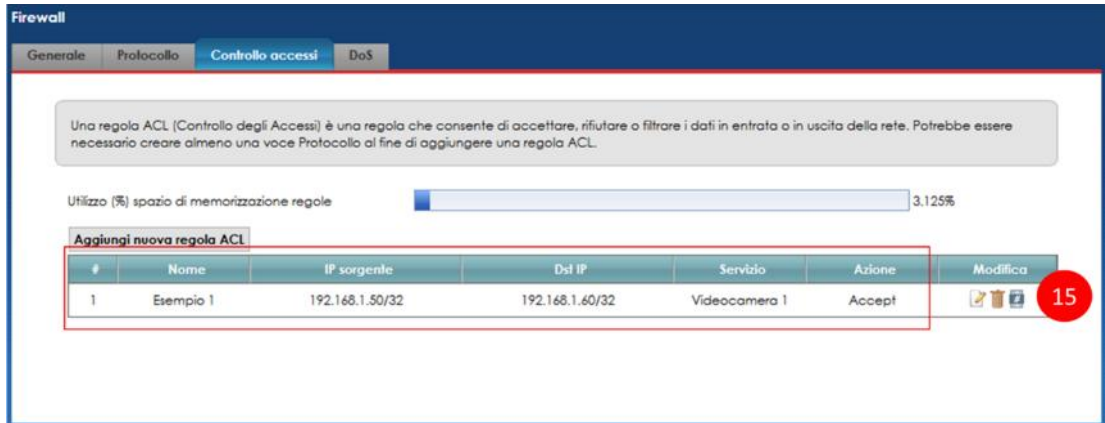 Firewall
Generale Protocollo Controllo accessi DoS
Una regola ACL (Controllo degli Accessi) è una regola che consente di accettare, rifiutare o filtrare i dati in entrata o in uscita della rete. Potrebbe essere
necessario creare almeno una voce Protocollo al fine di aggiungere una regola ACL.
Utilizzo (%) spazio di memorizzazione regole 3.125%
Aggiungi nuova regola ACL
# Nome IP sorgente Dst IP Servizio Azione Modifica
1 Esempio 1 192.168.1.50/32 192.168.1.60/32 Videocamera 1 Accept 15